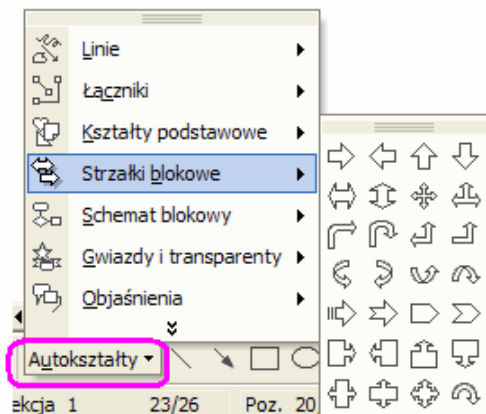 Linie
Łączniki
Kształty podstawowe
Strzałki blokowe
Schemat blokowy
Gwiazdy i transparenty
Objaśnienia
Autokształty
ekcja 1 23/26 Poz. 20